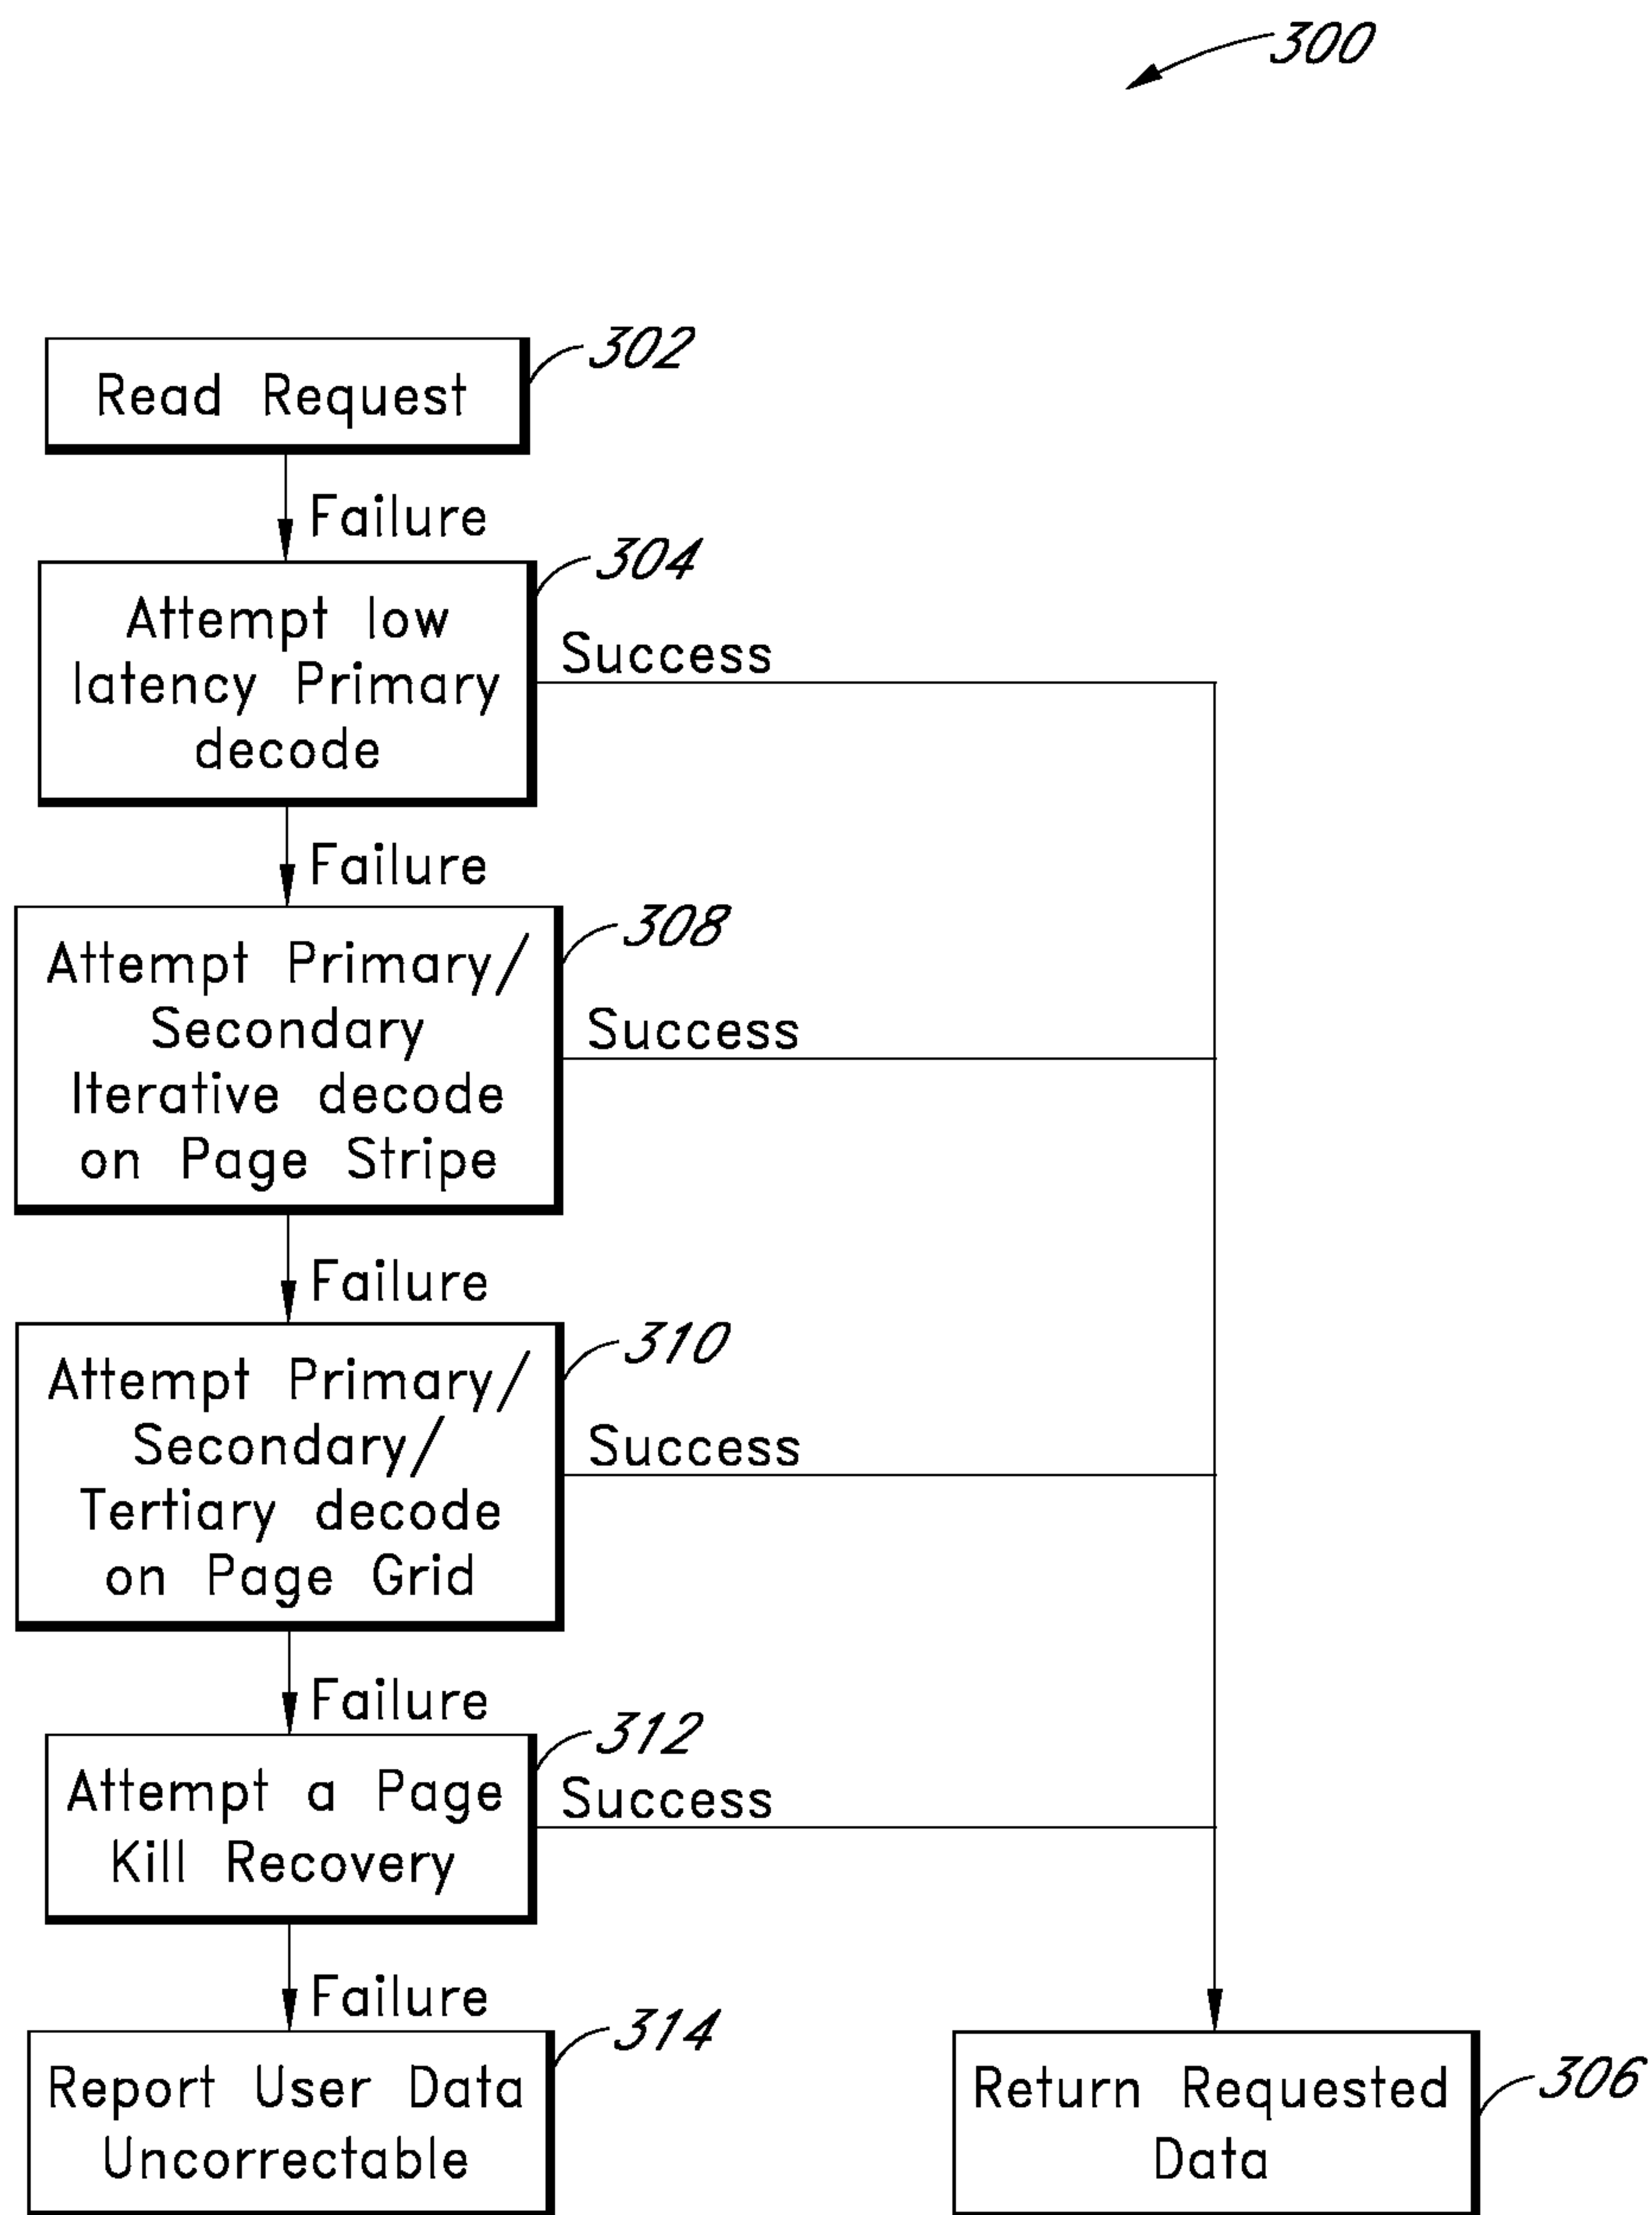 300
302
Read Request
Failure
304
Attempt low
latency Primary
decode
Success
Failure
308
Attempt Primary/
Secondary
Iterative decode
on Page Stripe
Success
Failure
310
Attempt Primary/
Secondary/
Tertiary decode
on Page Grid
Success
Failure
312
Attempt a Page
Kill Recovery
Success
Failure
314
Report User Data
Uncorrectable
306
Return Requested
Data